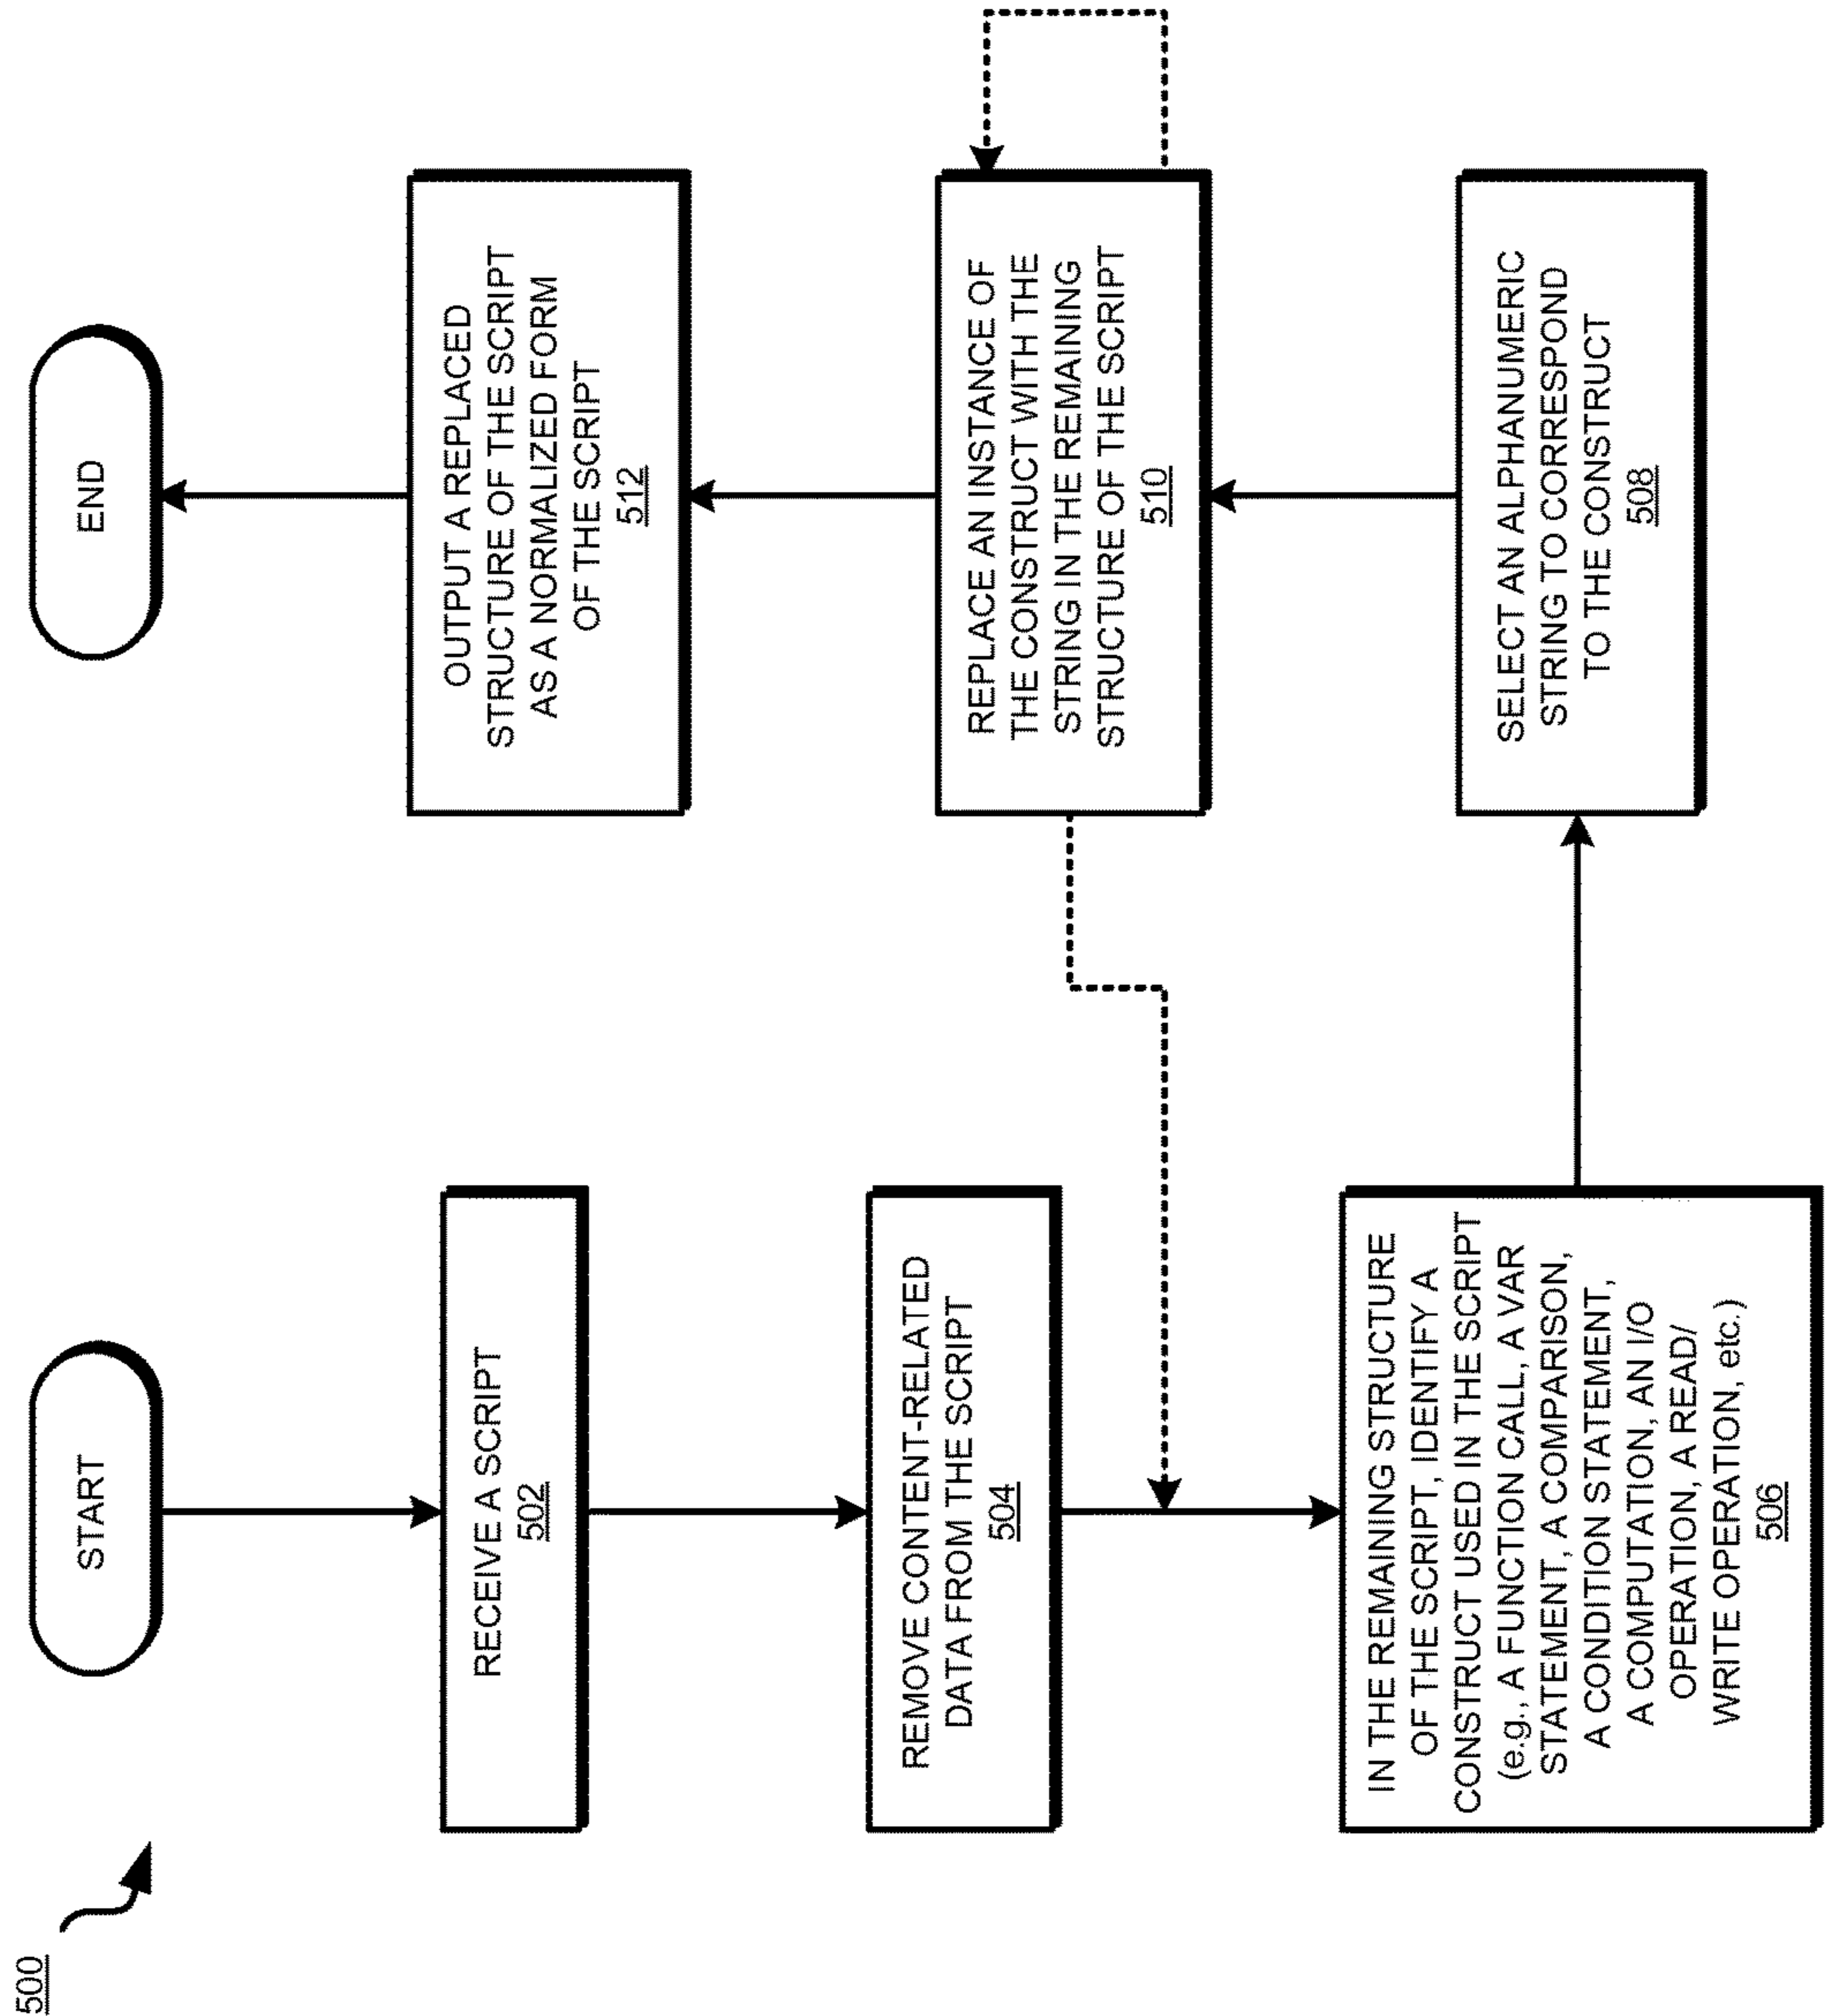 500
START
RECEIVE A SCRIPT
502
REMOVE CONTENT-RELATED
DATA FROM THE SCRIPT
504
IN THE REMAINING STRUCTURE
OF THE SCRIPT, IDENTIFY A
CONSTRUCT USED IN THE SCRIPT
(e.g., A FUNCTION CALL, A VAR
STATEMENT, A COMPARISON,
A CONDITION STATEMENT,
A COMPUTATION, AN I/O
OPERATION, A READ/
WRITE OPERATION, etc.)
506
SELECT AN ALPHANUMERIC
STRING TO CORRESPOND
TO THE CONSTRUCT
508
REPLACE AN INSTANCE OF
THE CONSTRUCT WITH THE
STRING IN THE REMAINING
STRUCTURE OF THE SCRIPT
510
OUTPUT A REPLACED
STRUCTURE OF THE SCRIPT
AS A NORMALIZED FORM
OF THE SCRIPT
512
END